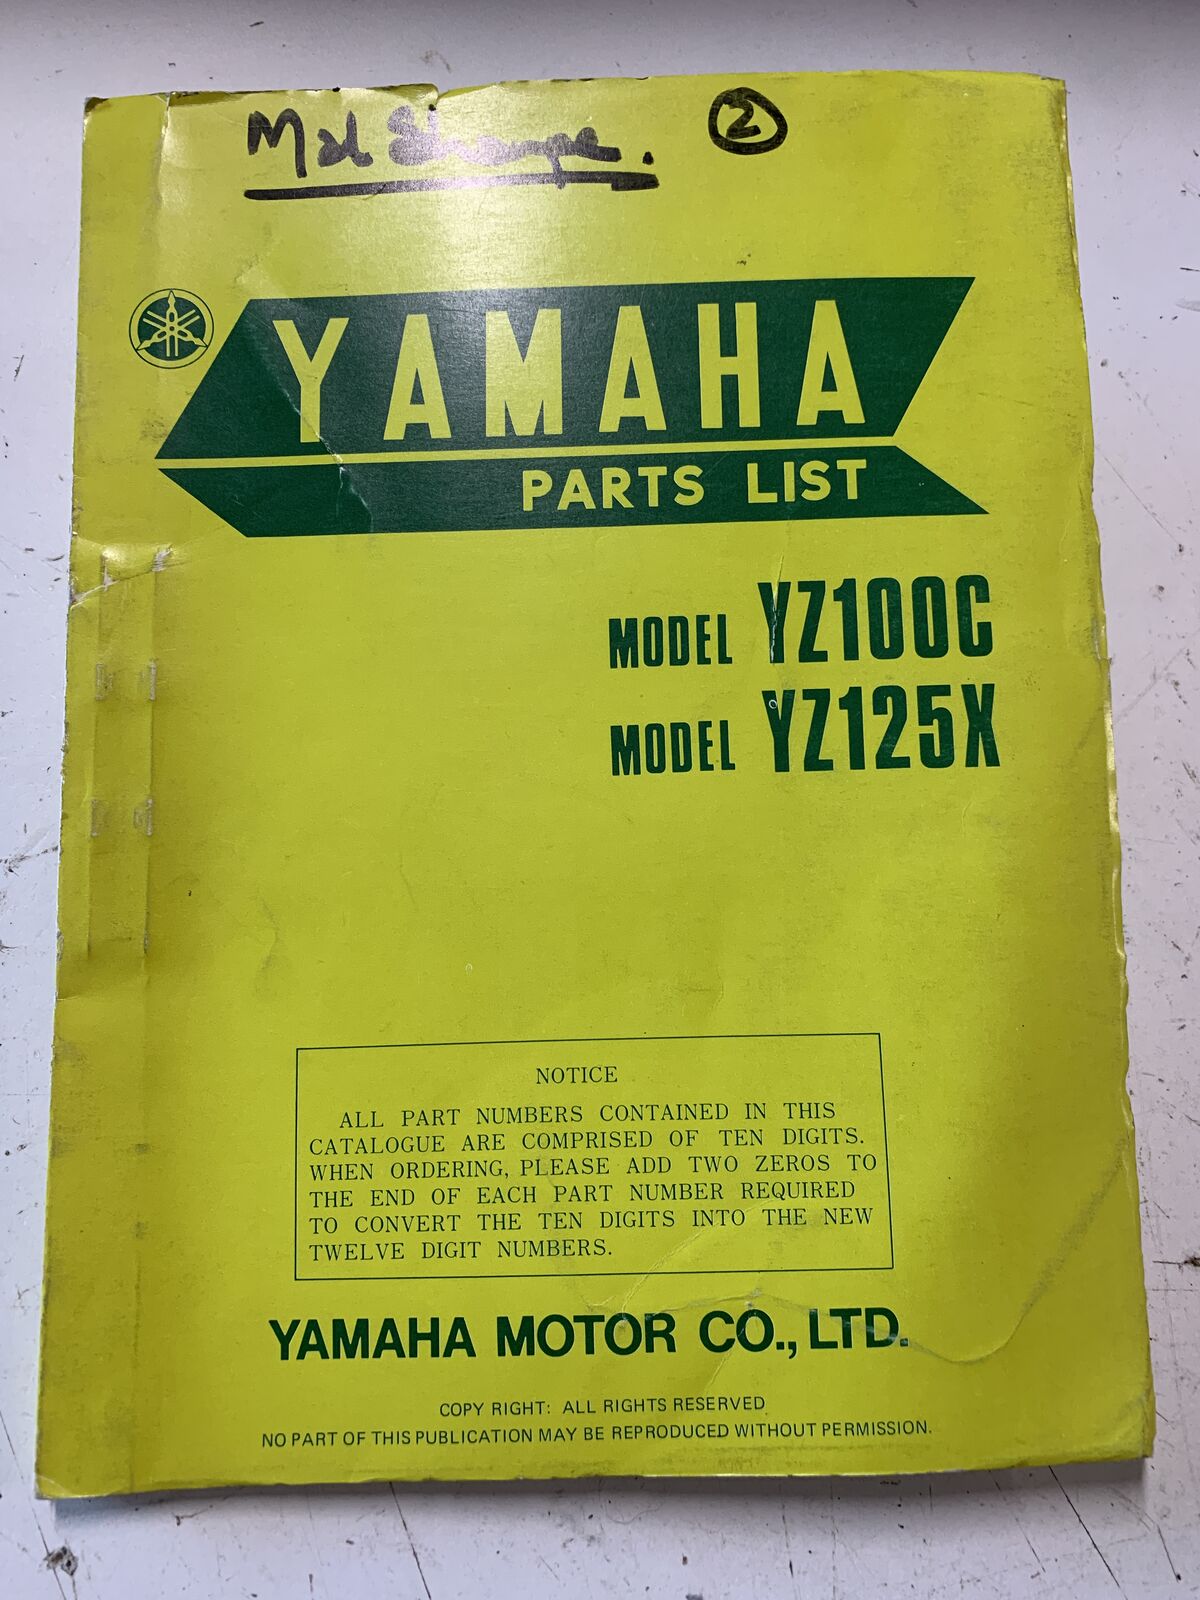 Mal Sharpe. 2
YAMAHA
PARTS LIST
MODEL YZ100C
MODEL YZ125X
NOTICE
ALL PART NUMBERS CONTAINED IN THIS
CATALOGUE ARE COMPRISED OF TEN DIGITS.
WHEN ORDERING, PLEASE ADD TWO ZEROS TO
THE END OF EACH PART NUMBER REQUIRED
TO CONVERT THE TEN DIGITS INTO THE NEW
TWELVE DIGIT NUMBERS.
YAMAHA MOTOR CO., LTD.
COPY RIGHT: ALL RIGHTS RESERVED
NO PART OF THIS PUBLICATION MAY BE REPRODUCED WITHOUT PERMISSION.